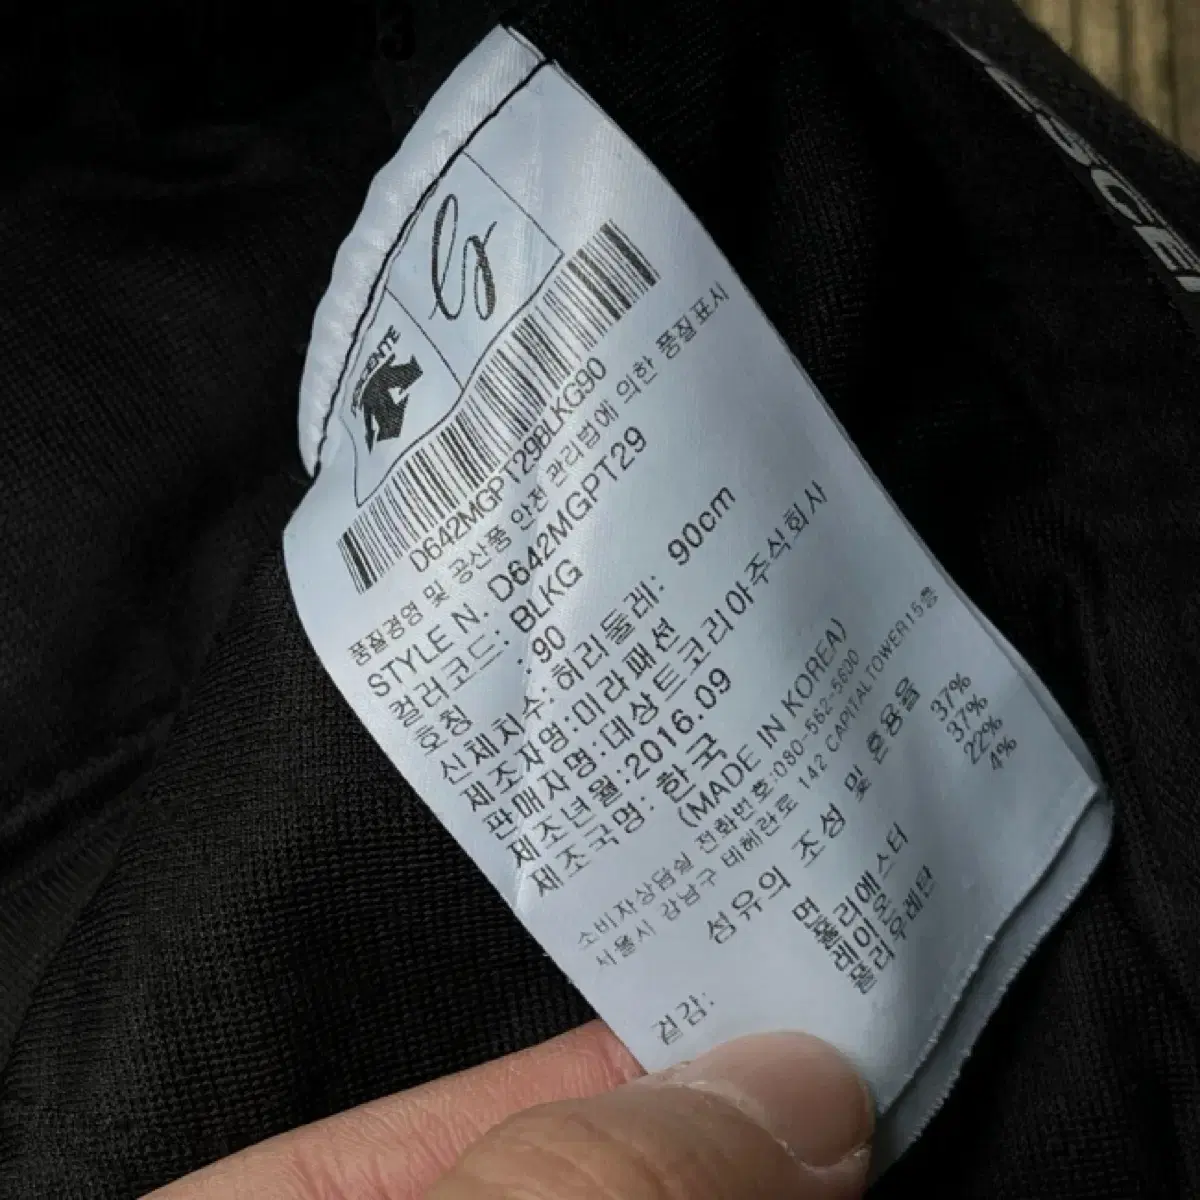 D642MGPT29BLKG90
품질경영 및 공산품 안전 관리법에 의한 품질표시
STYLE N. D642MGPT29
컬러코드: BLKG
호칭 : 90
신체치수: 허리둘레: 90cm
제조자명:미라패션
판매자명:데상트코리아주식회사
제조년월:2016.09
제조국명: 한국
(MADE IN KOREA)
소비자상담실 전화번호:080-562-5600
서울시 강남구 테헤란로 142 CAPITAL TOWER15층
섬유의 조성 및 혼용율
겉감: 면 37%
폴리에스터 37%
레이온 22%
폴리우레탄 4%